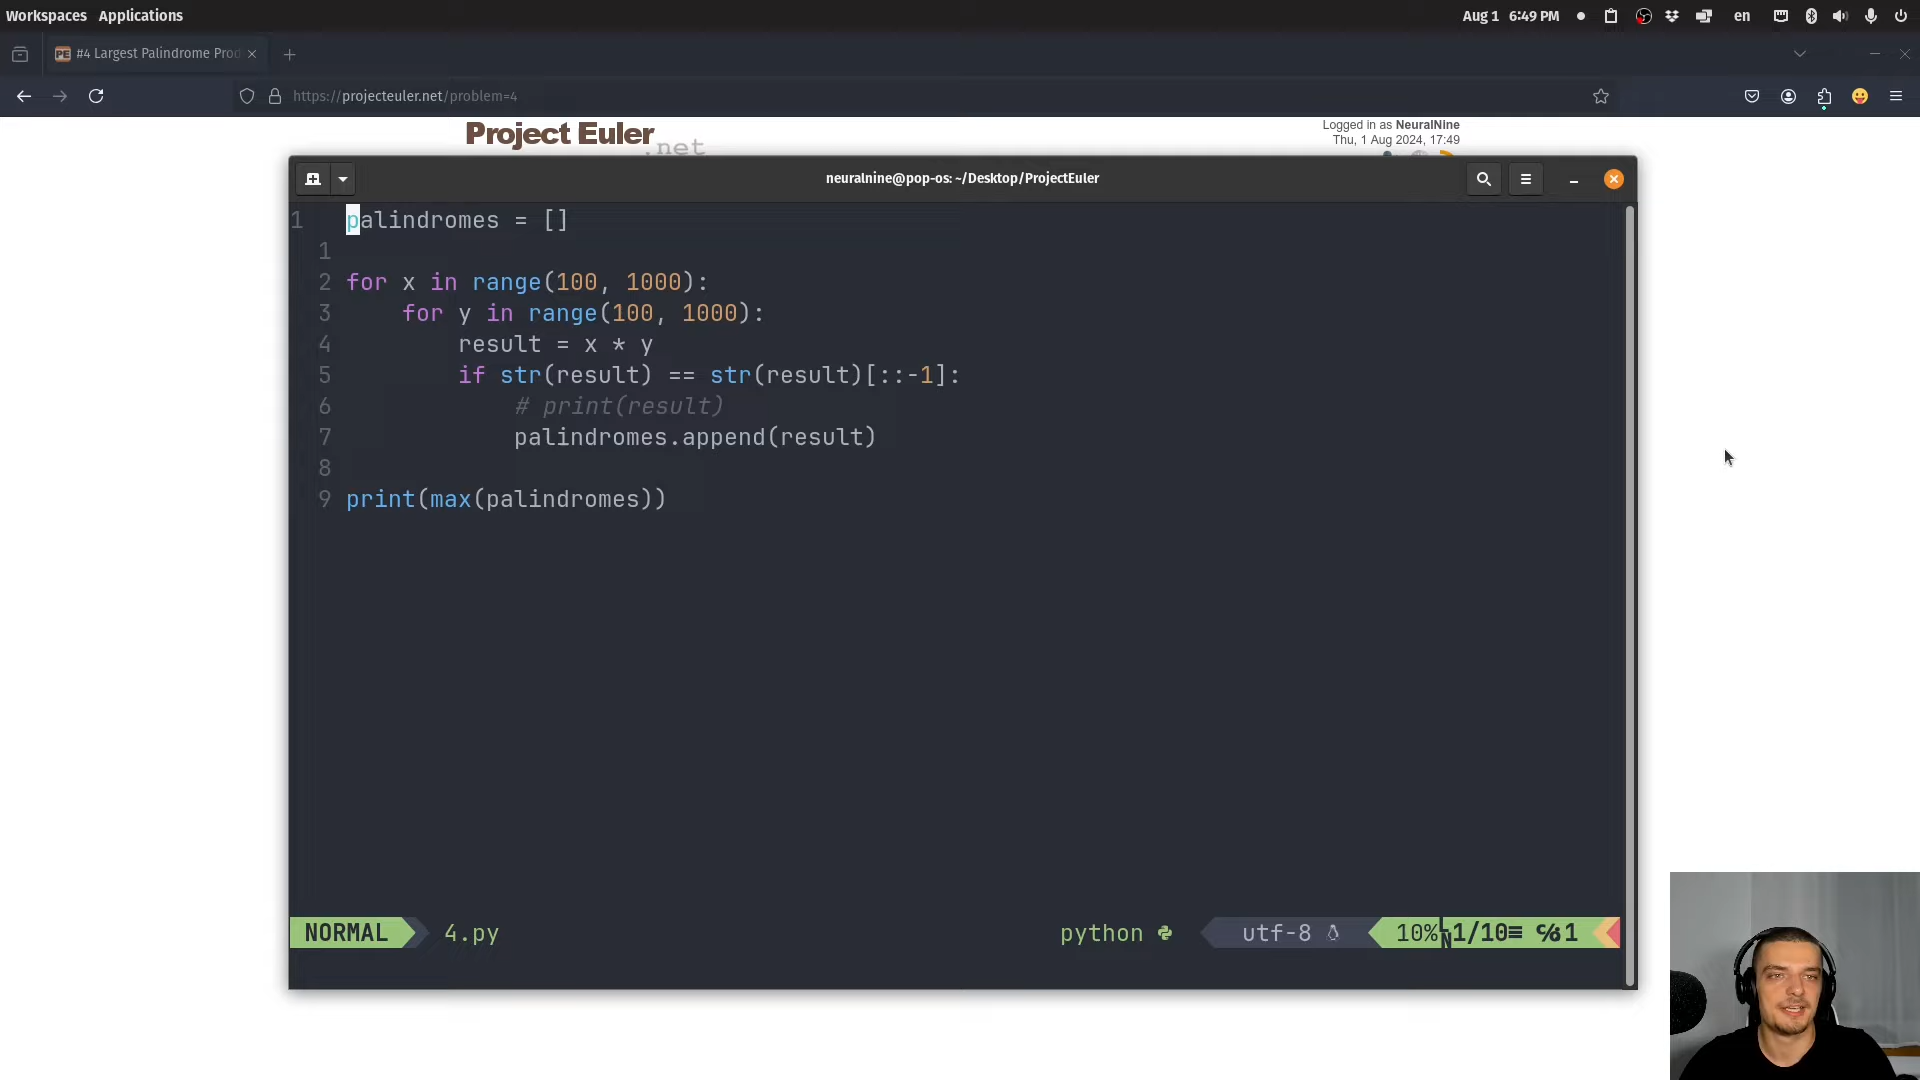 Workspaces Applications
Aug 1 6:49 PM
en
PE #4 Largest Palindrome Prod
https://projecteuler.net/problem=4
Project Euler
.net
Logged in as NeuralNine
Thu, 1 Aug 2024, 17:49
neuralnine@pop-os: ~/Desktop/ProjectEuler
1 palindromes = []
1
2 for x in range(100, 1000):
3 for y in range(100, 1000):
4 result = x * y
5 if str(result) == str(result)[::-1]:
6 # print(result)
7 palindromes.append(result)
8
9 print(max(palindromes))
NORMAL 4.py python utf-8 10% 1/10 1